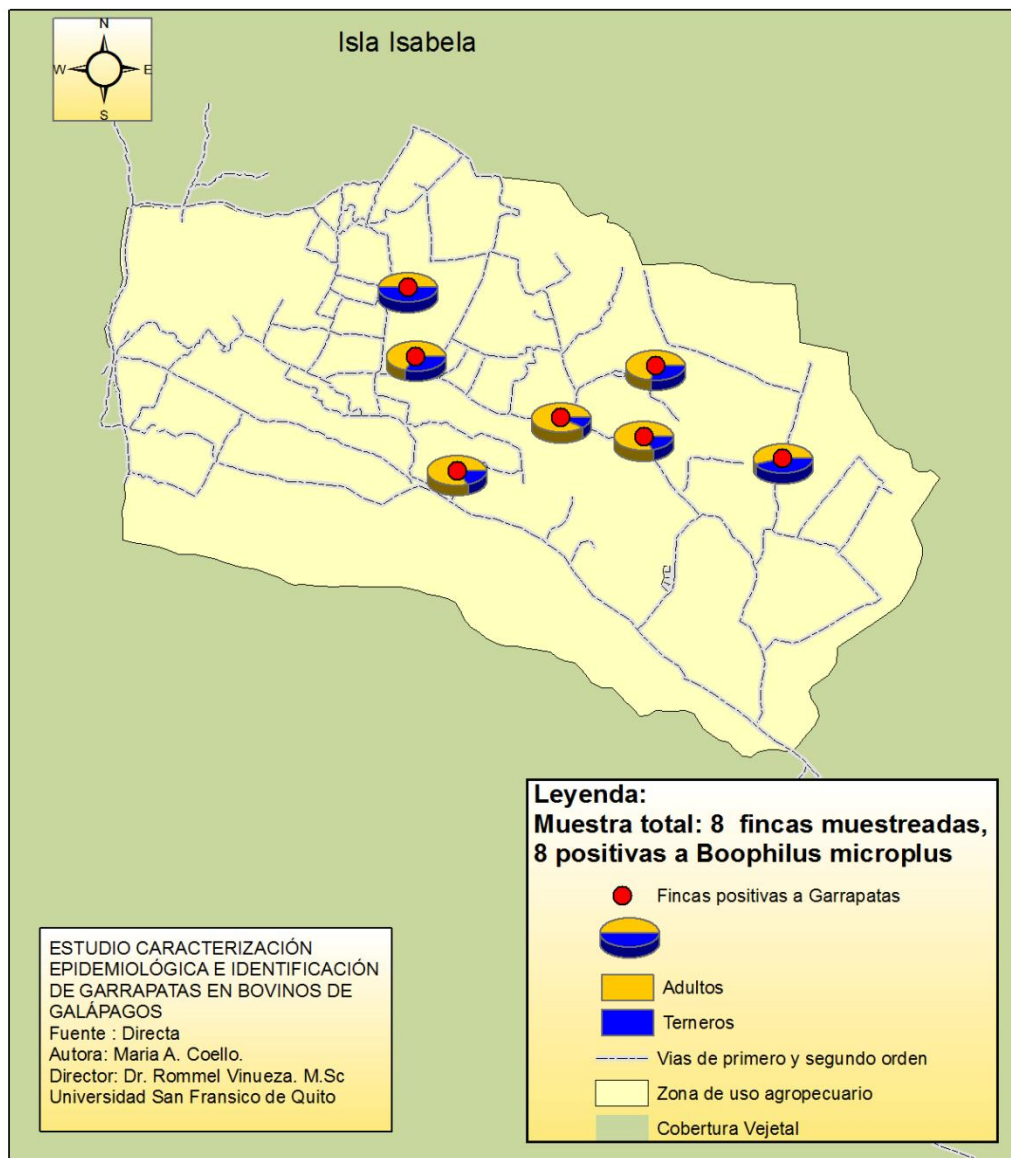 Isla Isabela
N
W E
S
Leyenda:
Muestra total: 8 fincas muestreadas,
8 positivas a Boophilus microplus
Fincas positivas a Garrapatas
Adultos
Terneros
Vias de primero y segundo orden
Zona de uso agropecuario
Cobertura Vejetal
ESTUDIO CARACTERIZACIÓN
EPIDEMIOLÓGICA E IDENTIFICACIÓN
DE GARRAPATAS EN BOVINOS DE
GALÁPAGOS
Fuente : Directa
Autora: Maria A. Coello.
Director: Dr. Rommel Vinueza. M.Sc
Universidad San Fransico de Quito